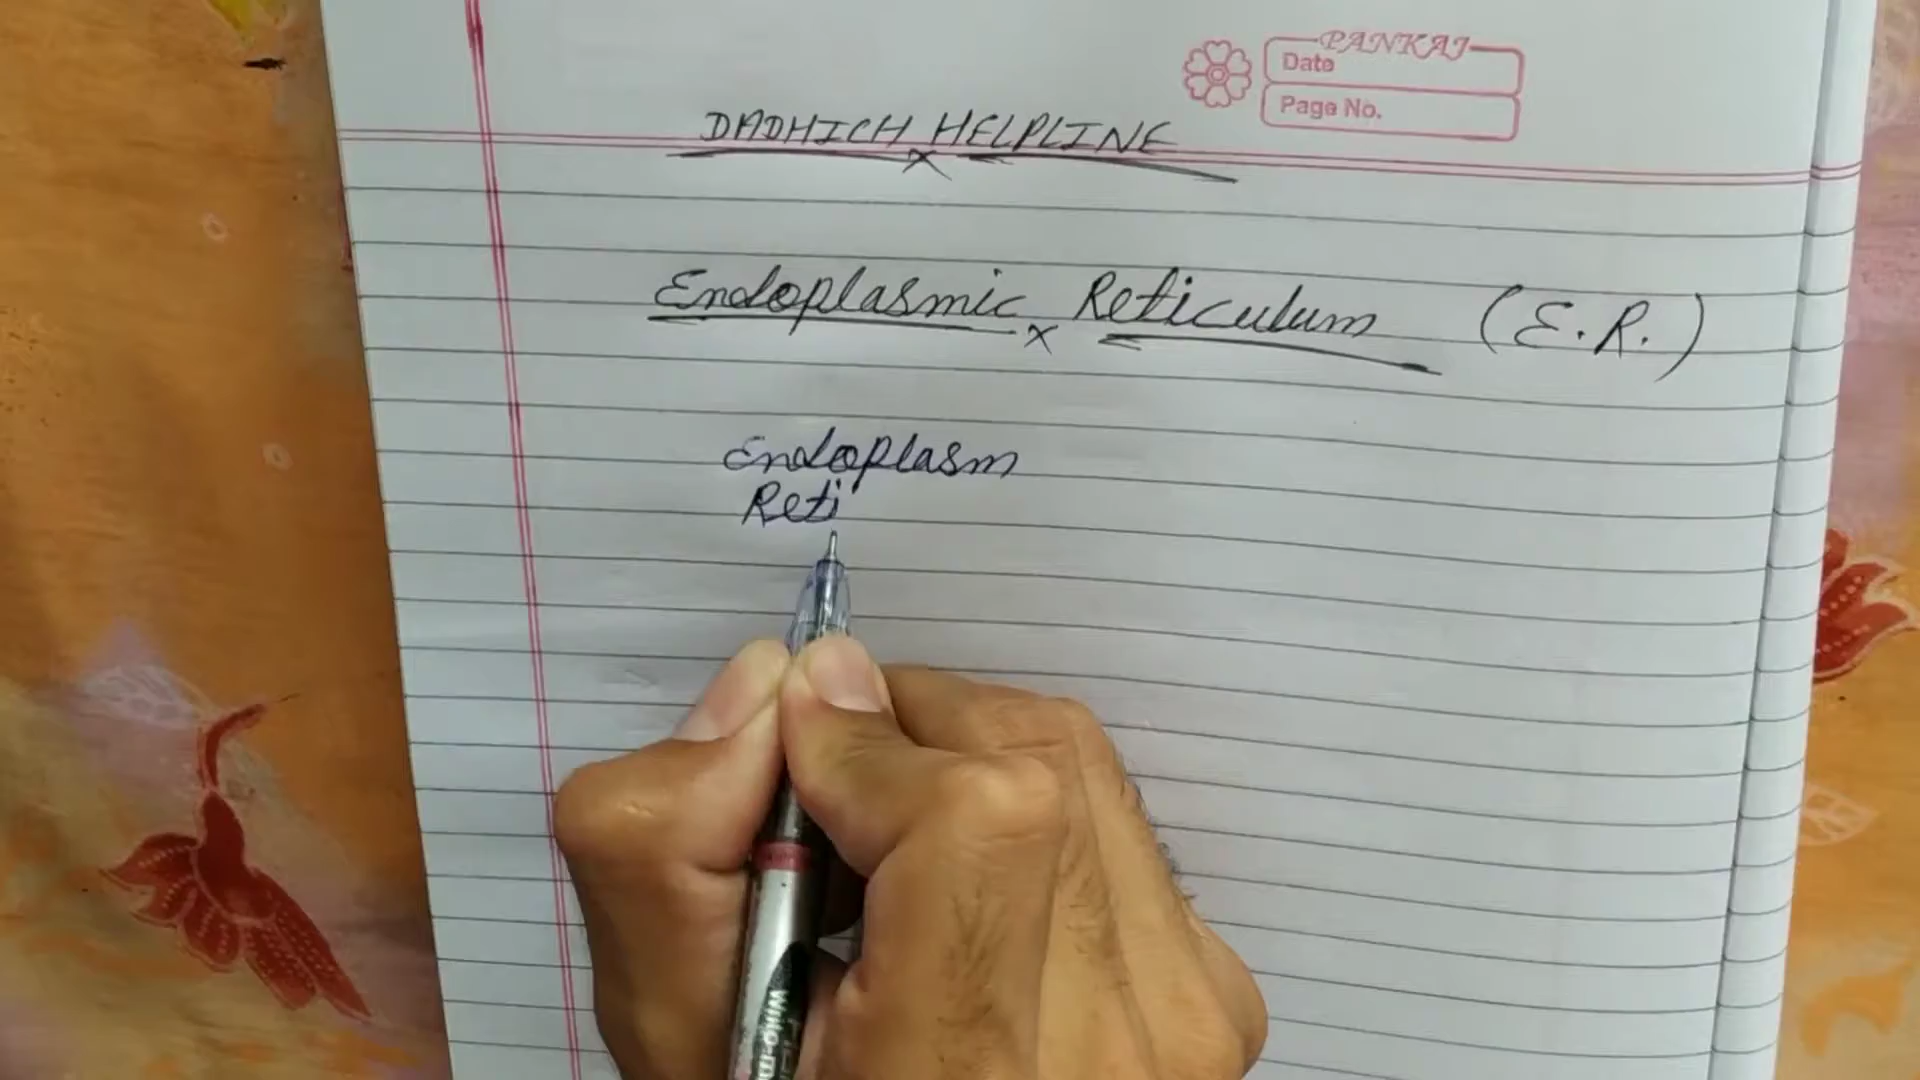 PANKAJ
Date
Page No.
DADHICH HELPLINE
Endoplasmic Reticulum (E.R.)
Endoplasm
Reti